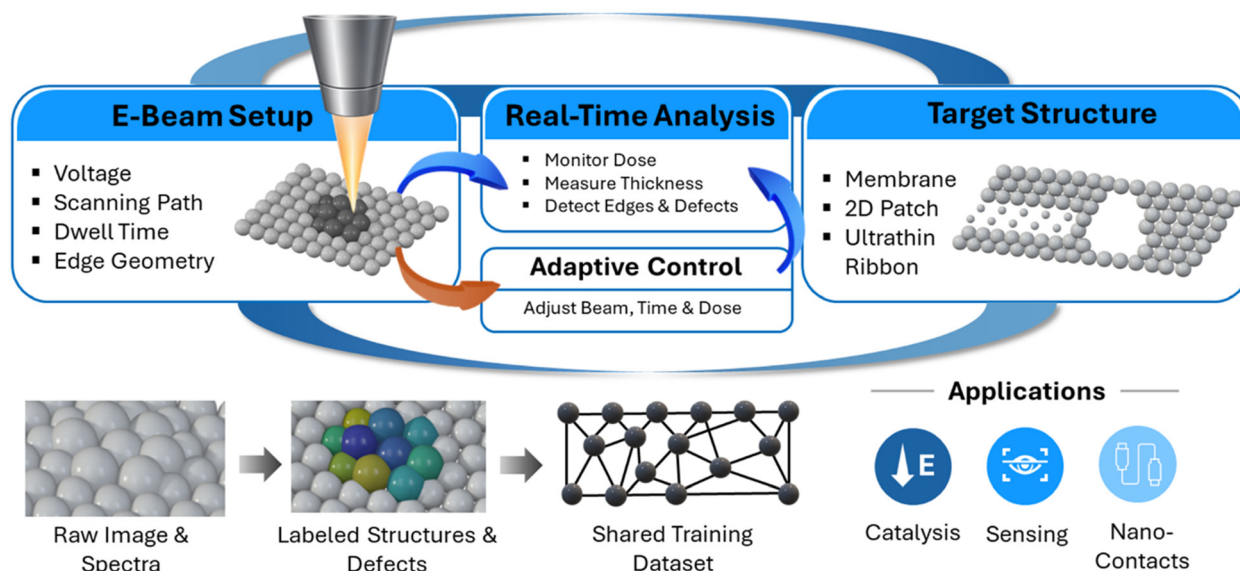 E-Beam Setup
Voltage
Scanning Path
Dwell Time
Edge Geometry
Real-Time Analysis
Monitor Dose
Measure Thickness
Detect Edges & Defects
Adaptive Control
Adjust Beam, Time & Dose
Target Structure
Membrane
2D Patch
Ultrathin
Ribbon
Raw Image &
Spectra
Labeled Structures &
Defects
Shared Training
Dataset
Applications
E
Catalysis
Sensing
Nano-
Contacts